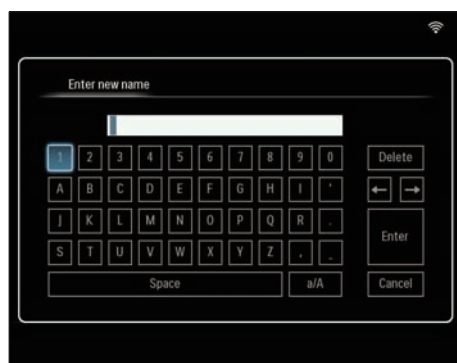 Enter new name
1 2 3 4 5 6 7 8 9 0 Delete
A B C D E F G H I ' ← →
J K L M N O P Q R .
Enter
S T U V W X Y Z , _
Space a/A Cancel